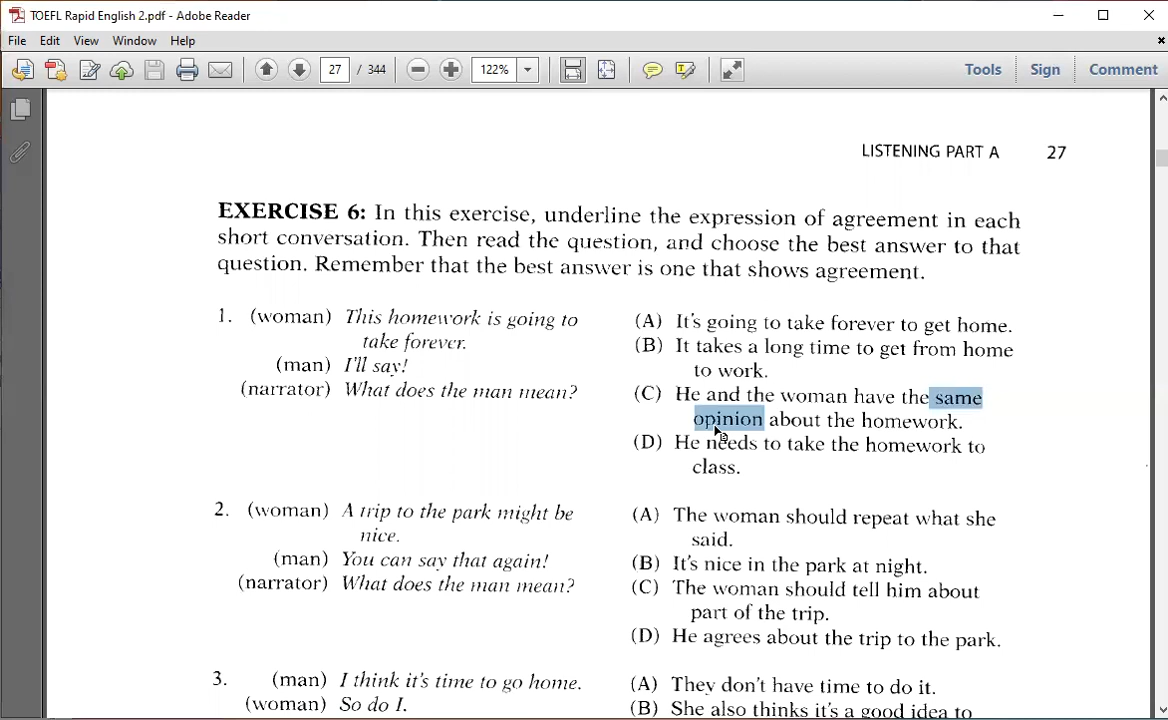 TOEFL Rapid English 2.pdf - Adobe Reader
File Edit View Window Help
27 / 344 122% Tools Sign Comment
LISTENING PART A 27
EXERCISE 6: In this exercise, underline the expression of agreement in each
short conversation. Then read the question, and choose the best answer to that
question. Remember that the best answer is one that shows agreement.
1. (woman) This homework is going to
take forever.
(man) I'll say!
(narrator) What does the man mean?
(A) It's going to take forever to get home.
(B) It takes a long time to get from home
to work.
(C) He and the woman have the same
opinion about the homework.
(D) He needs to take the homework to
class.
2. (woman) A trip to the park might be
nice.
(man) You can say that again!
(narrator) What does the man mean?
(A) The woman should repeat what she
said.
(B) It's nice in the park at night.
(C) The woman should tell him about
part of the trip.
(D) He agrees about the trip to the park.
3. (man) I think it's time to go home.
(woman) So do I.
(A) They don't have time to do it.
(B) She also thinks it's a good idea to